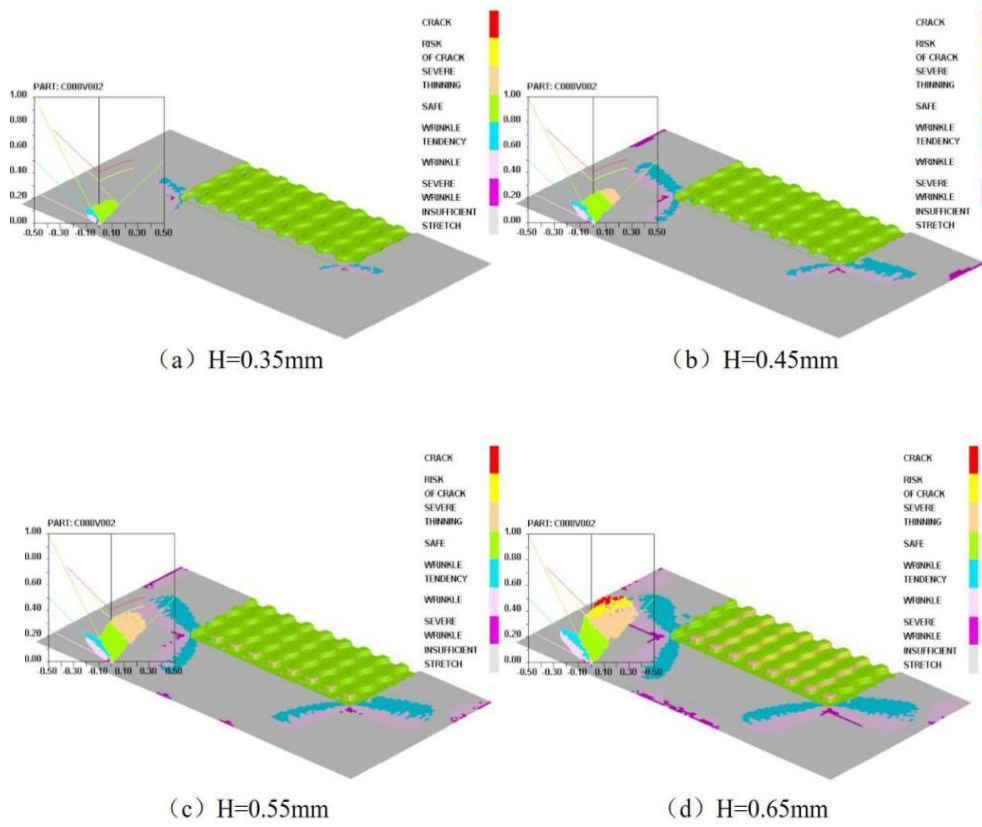 CRACK
RISK
OF CRACK
SEVERE
THINNING
SAFE
WRINKLE
TENDENCY
WRINKLE
SEVERE
WRINKLE
INSUFFICIENT
STRETCH
PART: C000V002
1.00
0.80
0.60
0.40
0.20
0.00
-0.50 -0.30 -0.10 0.10 0.30 0.50
(a) H=0.35mm
CRACK
RISK
OF CRACK
SEVERE
THINNING
SAFE
WRINKLE
TENDENCY
WRINKLE
SEVERE
WRINKLE
INSUFFICIENT
STRETCH
PART: C000V002
1.00
0.80
0.60
0.40
0.20
0.00
-0.50 -0.30 -0.10 0.10 0.30 0.50
(b) H=0.45mm
CRACK
RISK
OF CRACK
SEVERE
THINNING
SAFE
WRINKLE
TENDENCY
WRINKLE
SEVERE
WRINKLE
INSUFFICIENT
STRETCH
PART: C000V002
1.00
0.80
0.60
0.40
0.20
0.00
-0.50 -0.30 -0.10 0.10 0.30 0.50
(c) H=0.55mm
CRACK
RISK
OF CRACK
SEVERE
THINNING
SAFE
WRINKLE
TENDENCY
WRINKLE
SEVERE
WRINKLE
INSUFFICIENT
STRETCH
PART: C000V002
1.00
0.80
0.60
0.40
0.20
0.00
-0.50 -0.30 -0.10 0.10 0.30 0.50
(d) H=0.65mm